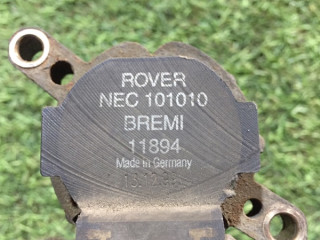 ROVER
NEC 101010
BREMI
11894
Made in Germany